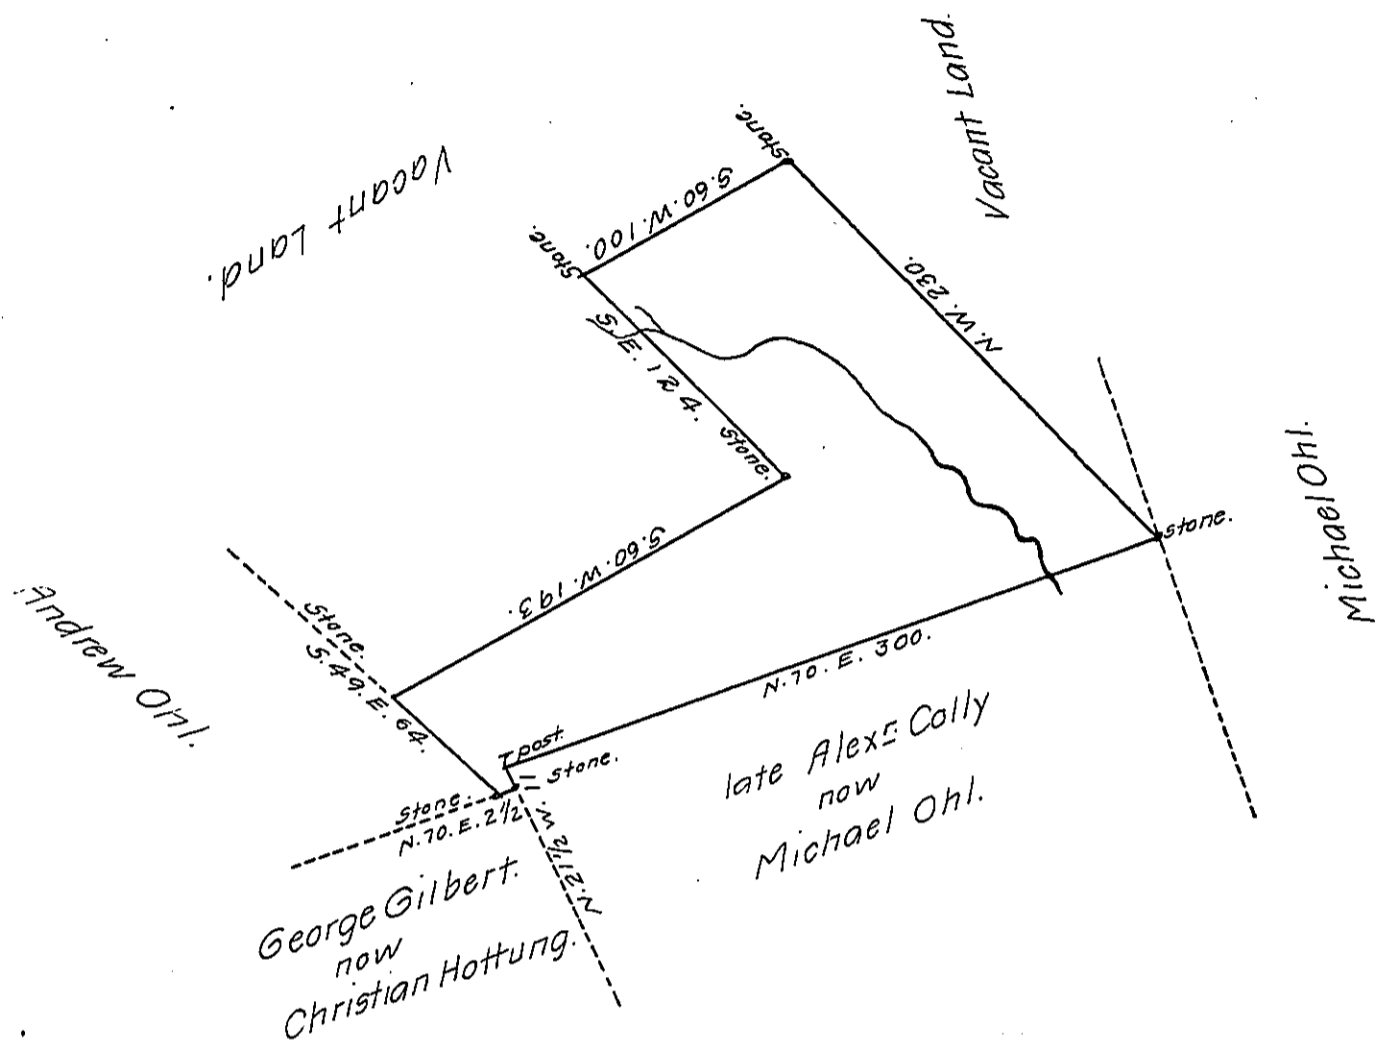 Vacant Land.
Vacant Land.
Stone.
S.60.W.100.
Stone.
N.W.230.
S.E.124.
Stone.
Michael Ohl.
Stone.
S.60.W.193.
Andrew Ohl.
Stone.
S.49.E.64.
N.70.E.300.
post.
Stone.
Stone.
N.70.E.2½
N.21½W.11
late Alexr Colly
now
Michael Ohl.
George Gilbert.
now
Christian Hottung.